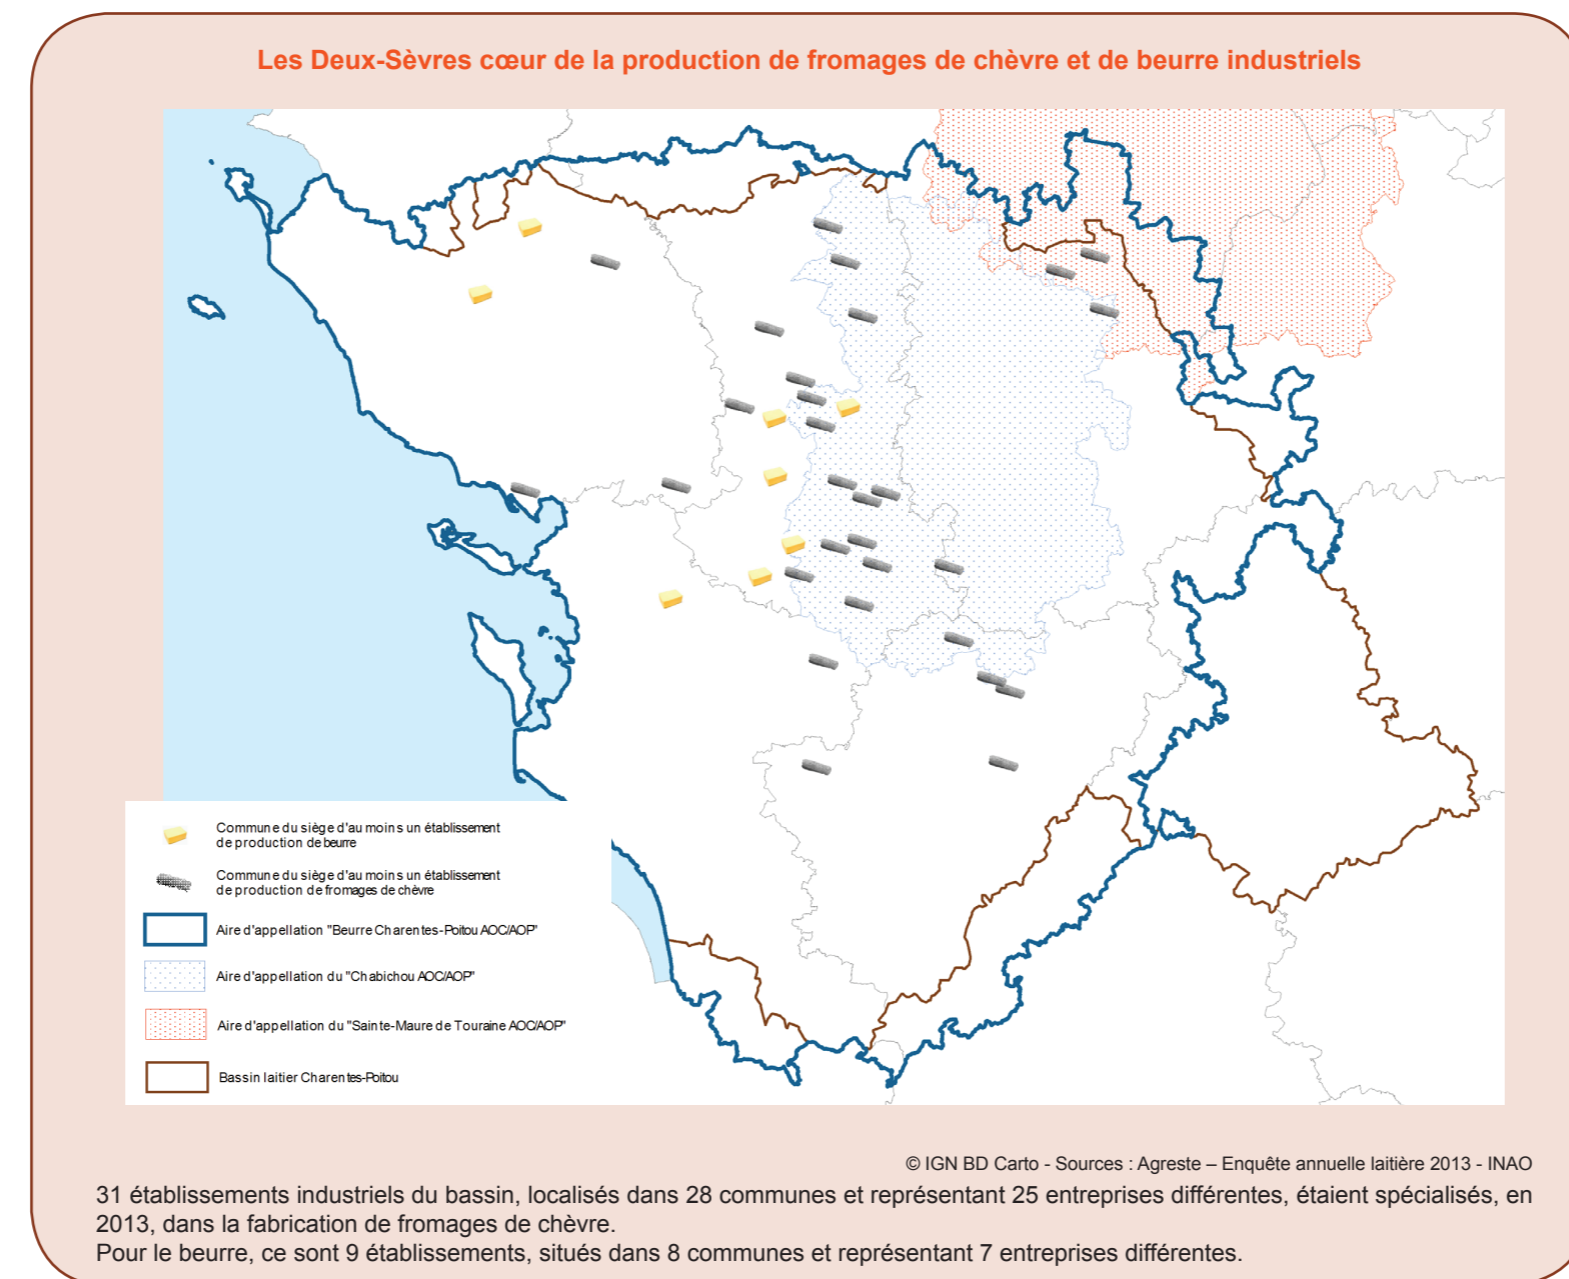 Les Deux-Sèvres cœur de la production de fromages de chèvre et de beurre industriels
Commune du siège d'au moins un établissement
de production de beurre
Commune du siège d'au moins un établissement
de production de fromages de chèvre
Aire d'appellation "Beurre Charentes-Poitou AOC/AOP"
Aire d'appellation du "Chabichou AOC/AOP"
Aire d'appellation du "Sainte-Maure de Touraine AOC/AOP"
Bassin laitier Charentes-Poitou
© IGN BD Carto - Sources : Agreste – Enquête annuelle laitière 2013 - INAO
31 établissements industriels du bassin, localisés dans 28 communes et représentant 25 entreprises différentes, étaient spécialisés, en
2013, dans la fabrication de fromages de chèvre.
Pour le beurre, ce sont 9 établissements, situés dans 8 communes et représentant 7 entreprises différentes.